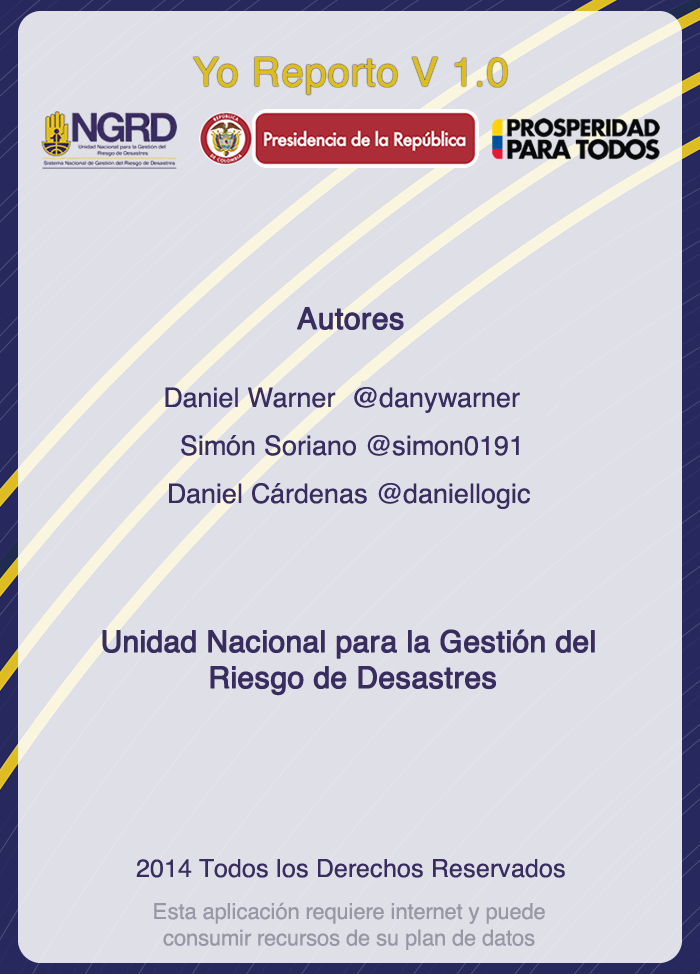 Yo Reporto V 1.0
NGRD
Unidad Nacional para la Gestión del
Riesgo de Desastres
Sistema Nacional de Gestión del Riesgo de Desastres
REPÚBLICA
DE COLOMBIA
Presidencia de la República
PROSPERIDAD
PARA TODOS
Autores
Daniel Warner @danywarner
Simón Soriano @simon0191
Daniel Cárdenas @daniellogic
Unidad Nacional para la Gestión del
Riesgo de Desastres
2014 Todos los Derechos Reservados
Esta aplicación requiere internet y puede
consumir recursos de su plan de datos